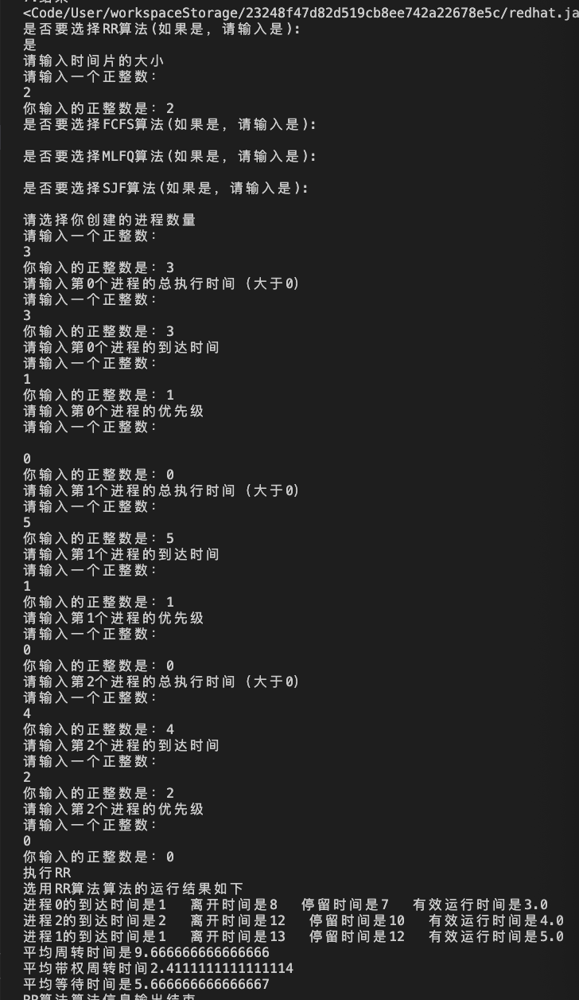 <Code/User/workspaceStorage/23248f47d82d519cb8ee742a22678e5c/redhat.ja
是否要选择RR算法(如果是, 请输入是):
是
请输入时间片的大小
请输入一个正整数:
2
你输入的正整数是: 2
是否要选择FCFS算法(如果是, 请输入是):
是否要选择MLFQ算法(如果是, 请输入是):
是否要选择SJF算法(如果是, 请输入是):
请选择你创建的进程数量
请输入一个正整数:
3
你输入的正整数是: 3
请输入第0个进程的总执行时间 (大于0)
请输入一个正整数:
3
你输入的正整数是: 3
请输入第0个进程的到达时间
请输入一个正整数:
1
你输入的正整数是: 1
请输入第0个进程的优先级
请输入一个正整数:
0
你输入的正整数是: 0
请输入第1个进程的总执行时间 (大于0)
请输入一个正整数:
5
你输入的正整数是: 5
请输入第1个进程的到达时间
请输入一个正整数:
1
你输入的正整数是: 1
请输入第1个进程的优先级
请输入一个正整数:
0
你输入的正整数是: 0
请输入第2个进程的总执行时间 (大于0)
请输入一个正整数:
4
你输入的正整数是: 4
请输入第2个进程的到达时间
请输入一个正整数:
2
你输入的正整数是: 2
请输入第2个进程的优先级
请输入一个正整数:
0
你输入的正整数是: 0
执行RR
选用RR算法算法的运行结果如下
进程0的到达时间是1 离开时间是8 停留时间是7 有效运行时间是3.0
进程2的到达时间是2 离开时间是12 停留时间是10 有效运行时间是4.0
进程1的到达时间是1 离开时间是13 停留时间是12 有效运行时间是5.0
平均周转时间是9.666666666666666
平均带权周转时间2.4111111111111114
平均等待时间是5.666666666666667
RR算法算法信息输出结束